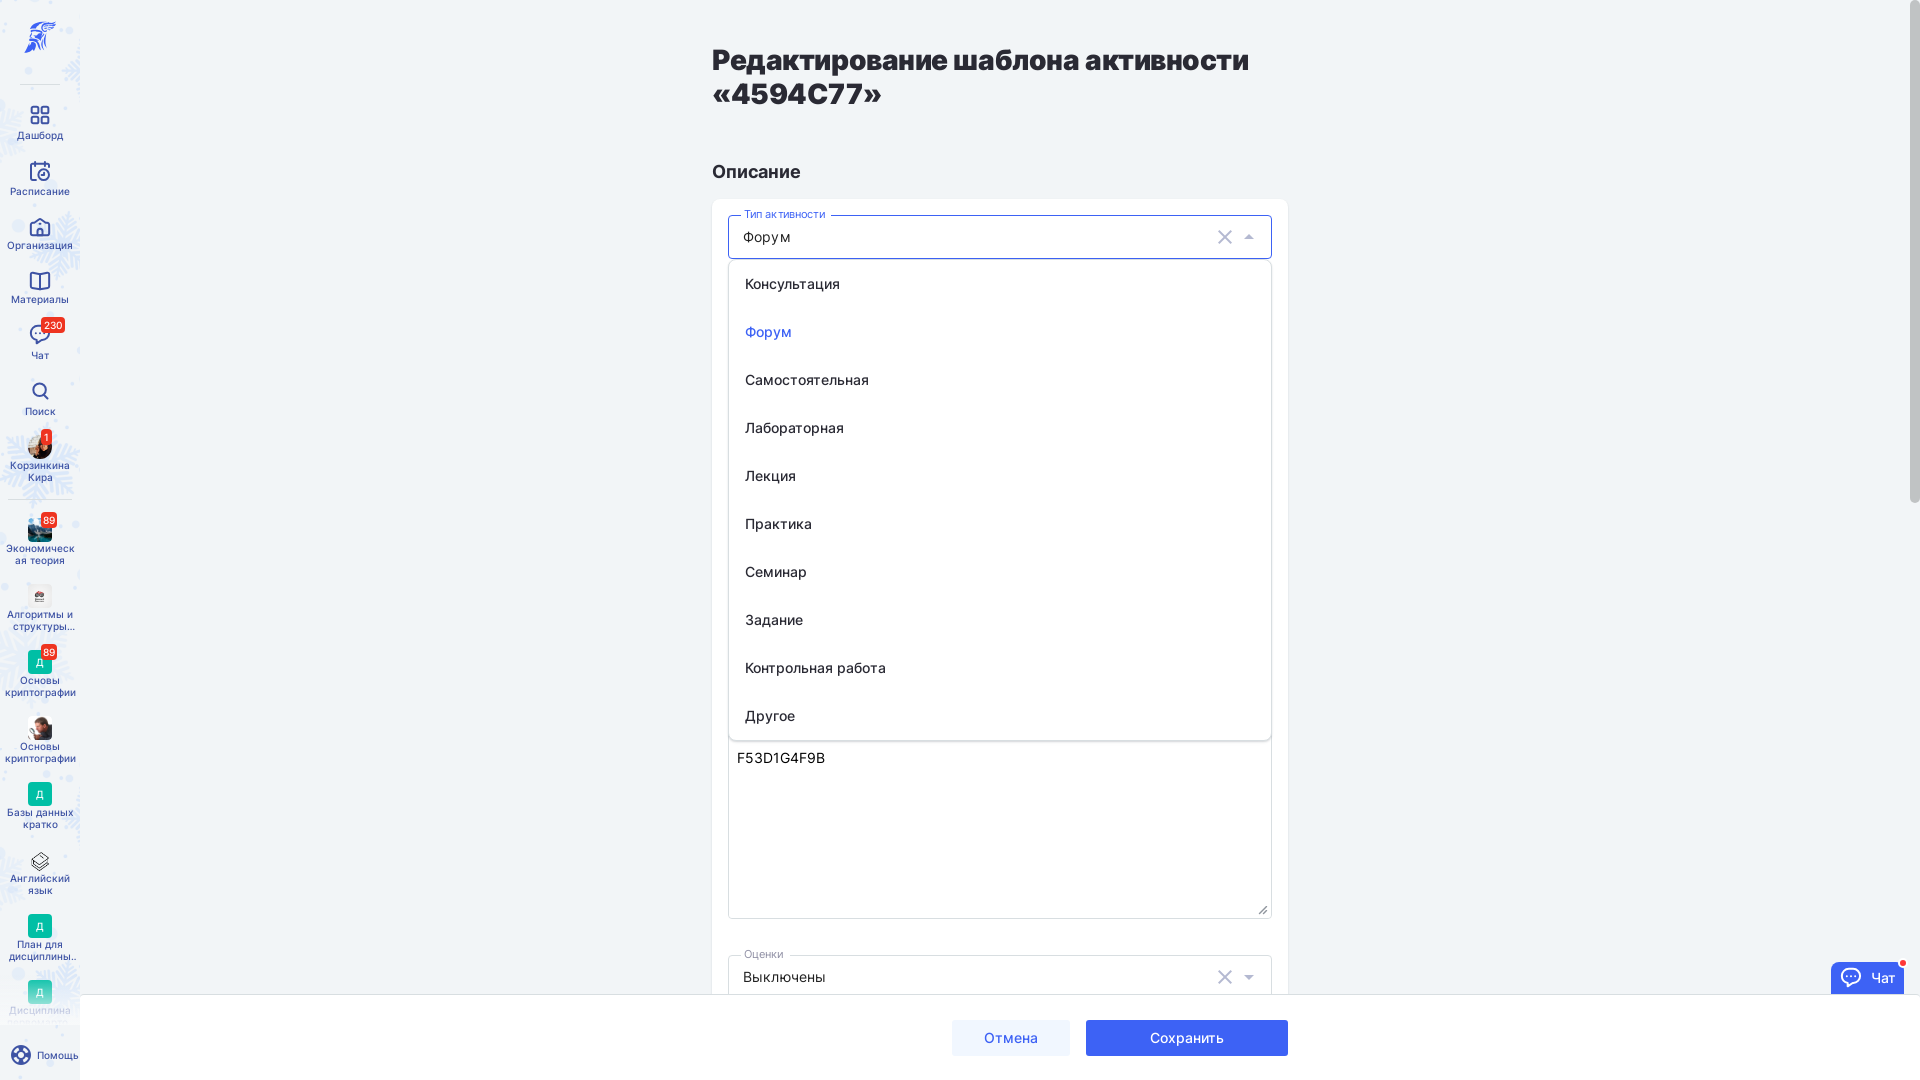 Дашборд
Расписание
Организация
Материалы
230
Чат
Поиск
1
Корзинкина
Кира
89
Экономическ
ая теория
Алгоритмы и
структуры...
89
Д
Основы
криптографии
Основы
криптографии
Д
Базы данных
кратко
Английский
язык
Д
План для
дисциплины..
Д
Дисциплина
Помощь
Редактирование шаблона активности
«4594C77»
Описание
Тип активности
Форум
Консультация
Форум
Самостоятельная
Лабораторная
Лекция
Практика
Семинар
Задание
Контрольная работа
Другое
F53D1G4F9B
Оценки
Выключены
Отмена
Сохранить
Чат